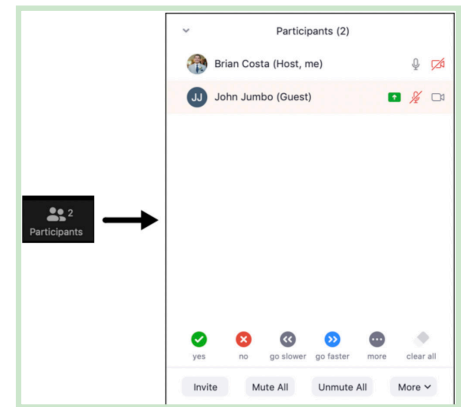 Participants (2)
Brian Costa (Host, me)
JJ John Jumbo (Guest)
2
Participants
yes no go slower go faster more clear all
Invite Mute All Unmute All More